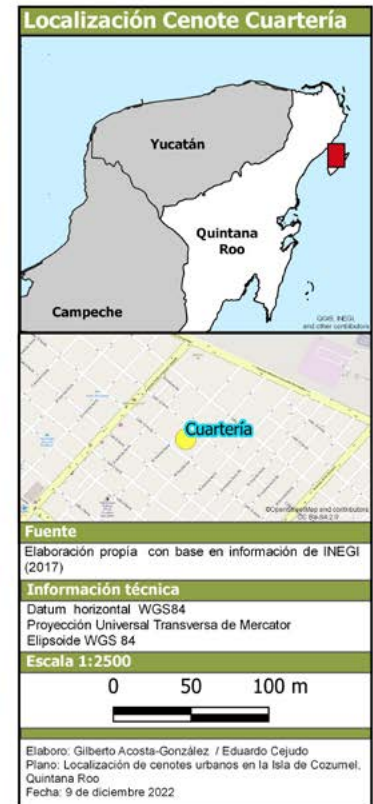 Localización Cenote Cuartería
Yucatán
Quintana
Roo
Campeche
QGIS, INEGI,
and other contributors
Cuartería
©OpenStreetMap and contributors,
CC BY-SA 2.0
Fuente
Elaboración propía con base en información de INEGI
(2017)
Información técnica
Datum horizontal WGS84
Proyección Universal Transversa de Mercator
Elipsoide WGS 84
Escala 1:2500
0 50 100 m
Elaboro: Gilberto Acosta-González / Eduardo Cejudo
Plano: Localización de cenotes urbanos en la Isla de Cozumel,
Quintana Roo
Fecha: 9 de diciembre 2022